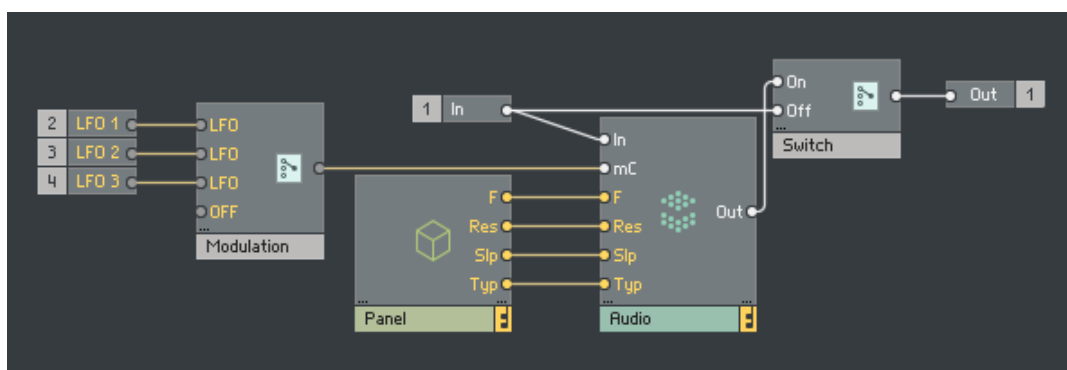 2 LFO 1
3 LFO 2
4 LFO 3
LFO
LFO
LFO
OFF
...
Modulation
1 In
F
Res
Slp
Typ
... ...
Panel
In
mC
F
Res
Slp
Typ
Out
... ...
Audio
On
Off
...
Switch
Out 1